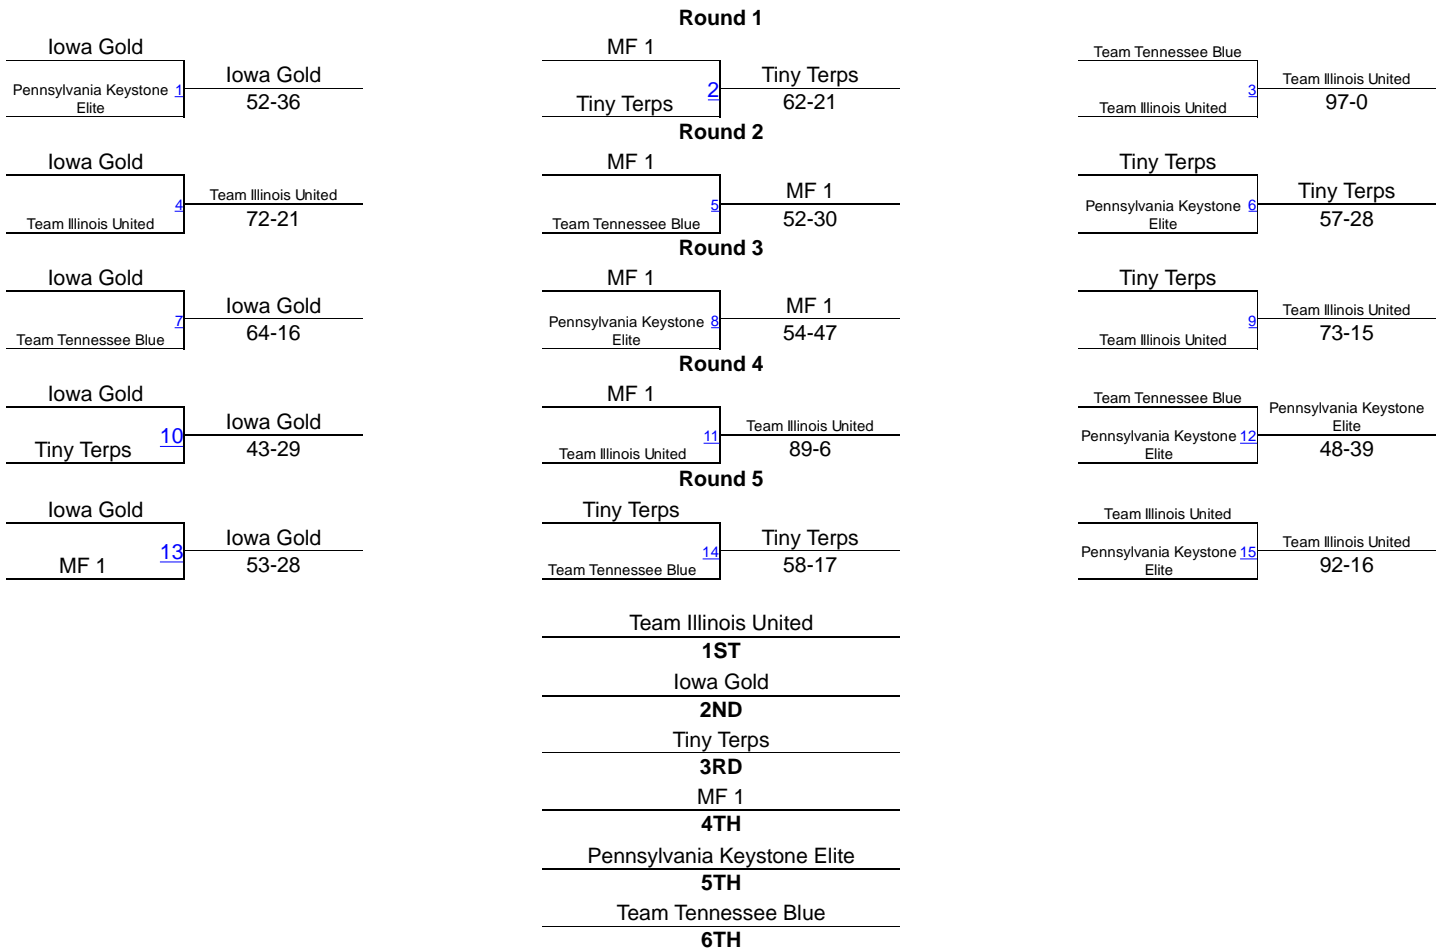 Round 1
Iowa Gold
Pennsylvania Keystone 1
Elite
Iowa Gold
52-36
MF 1
Tiny Terps 2
Tiny Terps
62-21
Team Tennessee Blue
3
Team Illinois United
Team Illinois United
97-0
Round 2
Iowa Gold
4
Team Illinois United
Team Illinois United
72-21
MF 1
5
Team Tennessee Blue
MF 1
52-30
Tiny Terps
Pennsylvania Keystone 6
Elite
Tiny Terps
57-28
Round 3
Iowa Gold
7
Team Tennessee Blue
Iowa Gold
64-16
MF 1
Pennsylvania Keystone 8
Elite
MF 1
54-47
Tiny Terps
9
Team Illinois United
Team Illinois United
73-15
Round 4
Iowa Gold
10
Tiny Terps
Iowa Gold
43-29
MF 1
11
Team Illinois United
Team Illinois United
89-6
Team Tennessee Blue
Pennsylvania Keystone 12
Elite
Pennsylvania Keystone
Elite
48-39
Round 5
Iowa Gold
13
MF 1
Iowa Gold
53-28
Tiny Terps
14
Team Tennessee Blue
Tiny Terps
58-17
Team Illinois United
Pennsylvania Keystone 15
Elite
Team Illinois United
92-16
Team Illinois United
1ST
Iowa Gold
2ND
Tiny Terps
3RD
MF 1
4TH
Pennsylvania Keystone Elite
5TH
Team Tennessee Blue
6TH